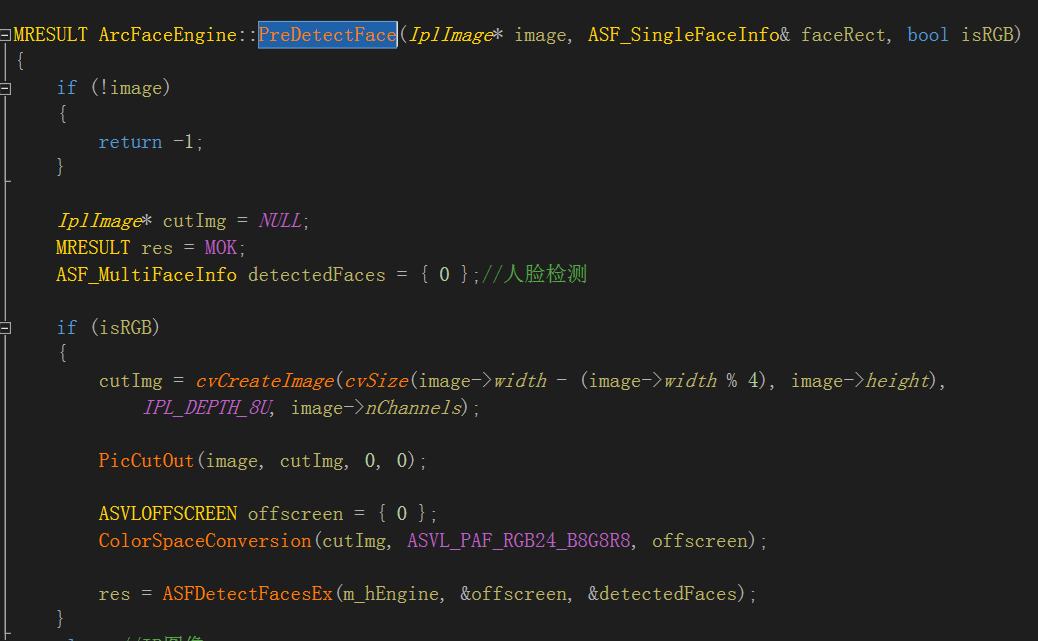 MRESULT ArcFaceEngine::PreDetectFace(IplImage* image, ASF_SingleFaceInfo& faceRect, bool isRGB)
{
if (!image)
{
return -1;
}
IplImage* cutImg = NULL;
MRESULT res = MOK;
ASF_MultiFaceInfo detectedFaces = { 0 };//人脸检测
if (isRGB)
{
cutImg = cvCreateImage(cvSize(image->width - (image->width % 4), image->height),
IPL_DEPTH_8U, image->nChannels);
PicCutOut(image, cutImg, 0, 0);
ASVLOFFSCREEN offscreen = { 0 };
ColorSpaceConversion(cutImg, ASVL_PAF_RGB24_B8G8R8, offscreen);
res = ASFDetectFacesEx(m_hEngine, &offscreen, &detectedFaces);
}